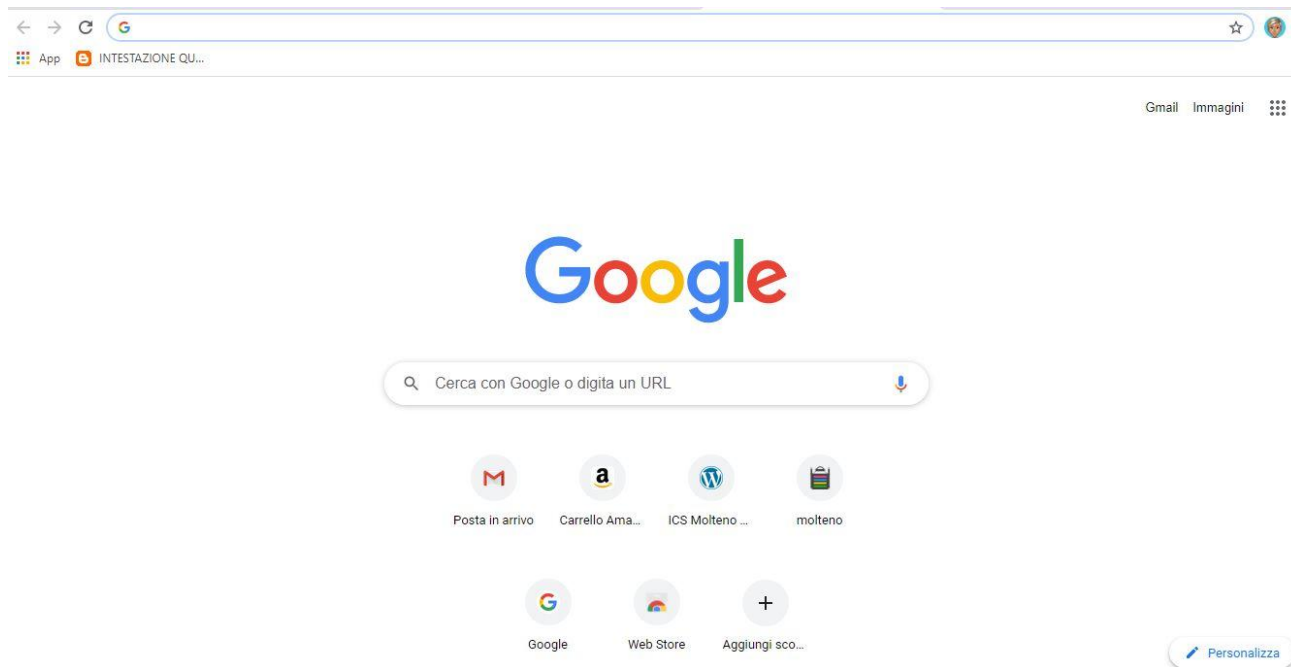 App INTESTAZIONE QU...
Gmail Immagini
Google
Cerca con Google o digita un URL
Posta in arrivo Carrello Ama... ICS Molteno ... molteno
Google Web Store Aggiungi sco...
Personalizza